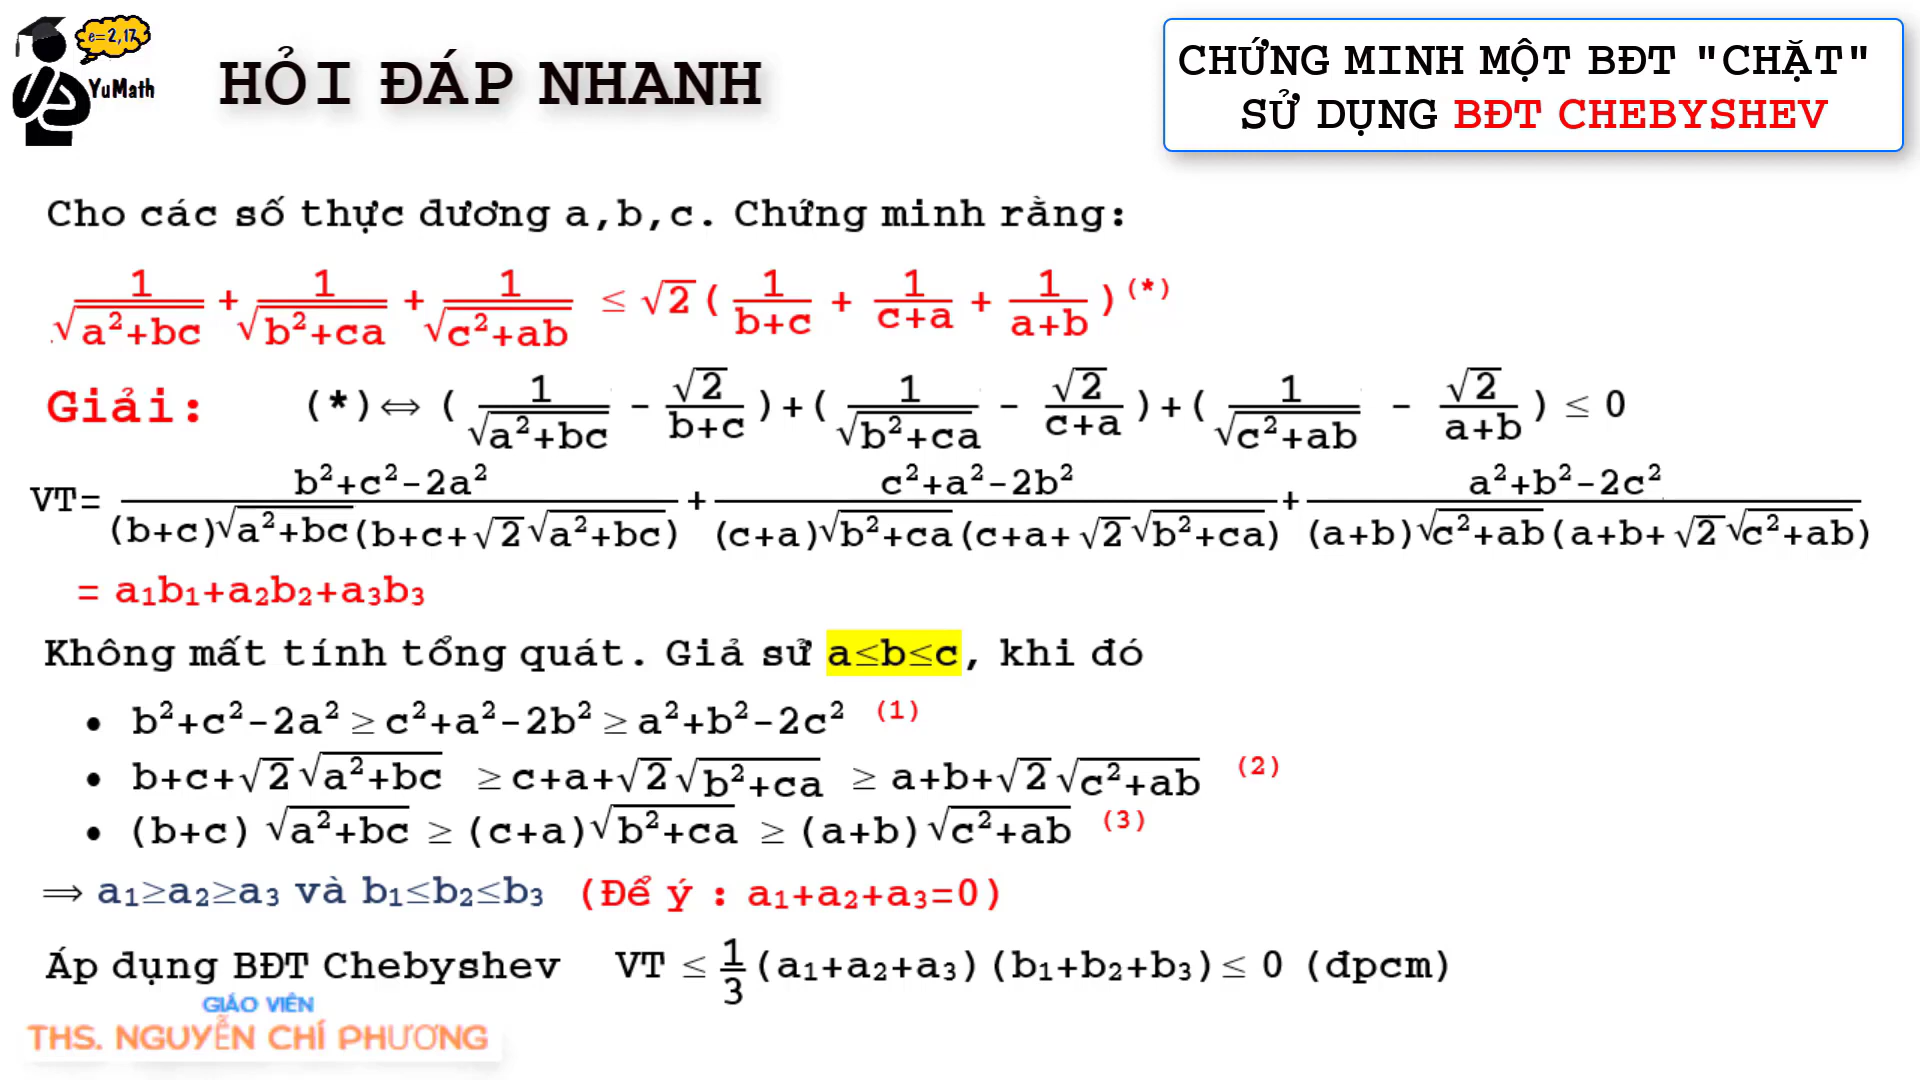 e=2,17
YuMath
HỎI ĐÁP NHANH
CHỨNG MINH MỘT BĐT "CHẶT"
SỬ DỤNG BĐT CHEBYSHEV
Cho các số thực dương a,b,c. Chứng minh rằng:
1/√(a²+bc) + 1/√(b²+ca) + 1/√(c²+ab) ≤ √2 ( 1/(b+c) + 1/(c+a) + 1/(a+b) ) (*)
Giải: (*) ⟺ ( 1/√(a²+bc) - √2/(b+c) )+( 1/√(b²+ca) - √2/(c+a) )+( 1/√(c²+ab) - √2/(a+b) ) ≤ 0
VT= (b²+c²-2a²)/((b+c)√(a²+bc)(b+c+√2√(a²+bc))) + (c²+a²-2b²)/((c+a)√(b²+ca)(c+a+√2√(b²+ca))) + (a²+b²-2c²)/((a+b)√(c²+ab)(a+b+√2√(c²+ab)))
= a₁b₁+a₂b₂+a₃b₃
Không mất tính tổng quát. Giả sử a≤b≤c, khi đó
• b²+c²-2a² ≥ c²+a²-2b² ≥ a²+b²-2c² (1)
• b+c+√2√(a²+bc) ≥ c+a+√2√(b²+ca) ≥ a+b+√2√(c²+ab) (2)
• (b+c)√(a²+bc) ≥ (c+a)√(b²+ca) ≥ (a+b)√(c²+ab) (3)
⟹ a₁≥a₂≥a₃ và b₁≤b₂≤b₃ (Để ý : a₁+a₂+a₃=0)
Áp dụng BĐT Chebyshev VT ≤ 1/3 (a₁+a₂+a₃)(b₁+b₂+b₃)≤ 0 (đpcm)
GIÁO VIÊN
THS. NGUYỄN CHÍ PHƯƠNG